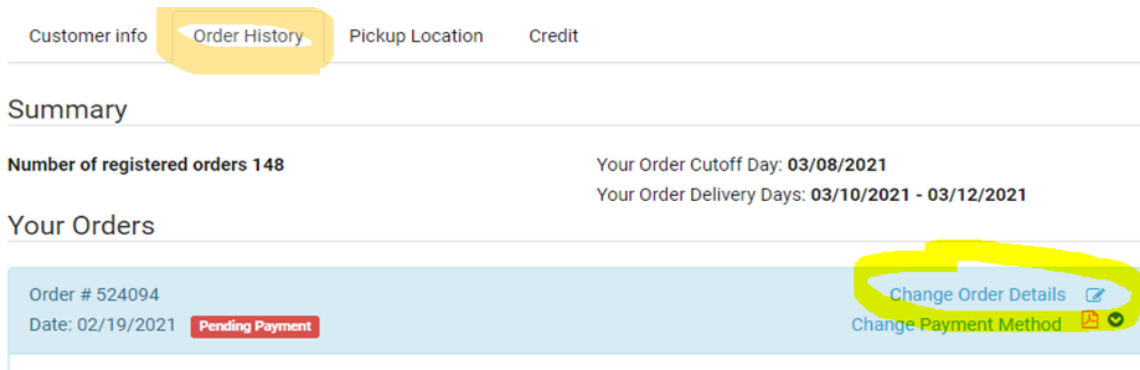 Customer info Order History Pickup Location Credit
Summary
Number of registered orders 148
Your Order Cutoff Day: 03/08/2021
Your Order Delivery Days: 03/10/2021 - 03/12/2021
Your Orders
Order # 524094
Change Order Details
Date: 02/19/2021 Pending Payment
Change Payment Method